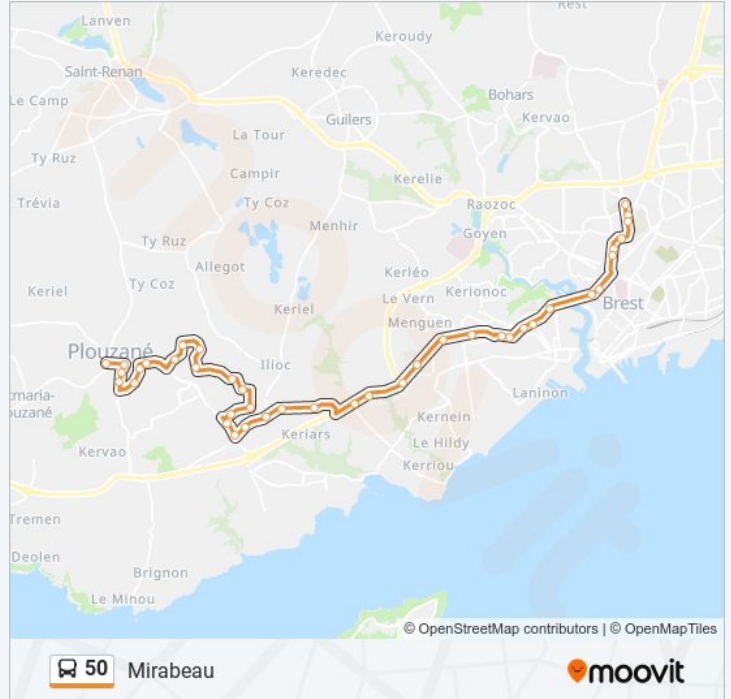 Lanven
Rest
Keroudy
Saint-Renan
Keredec
Bohars
Le Camp
Guilers
Kervao
La Tour
Ty Ruz
Campir
Kerelie
Trévia
Ty Coz
Raozoc
Menhir
Goyen
Ty Ruz
Allegot
Kerléo
Ty Coz
Keriel
Le Vern
Kerionoc
Keriel
Menguen
Brest
Plouzané
Ilioc
Laninon
tmaria-
ouzané
Kernein
Keriars
Le Hildy
Kervao
Kerriou
Tremen
Deolen
Brignon
Le Minou
© OpenStreetMap contributors | © OpenMapTiles
50 Mirabeau
moovit